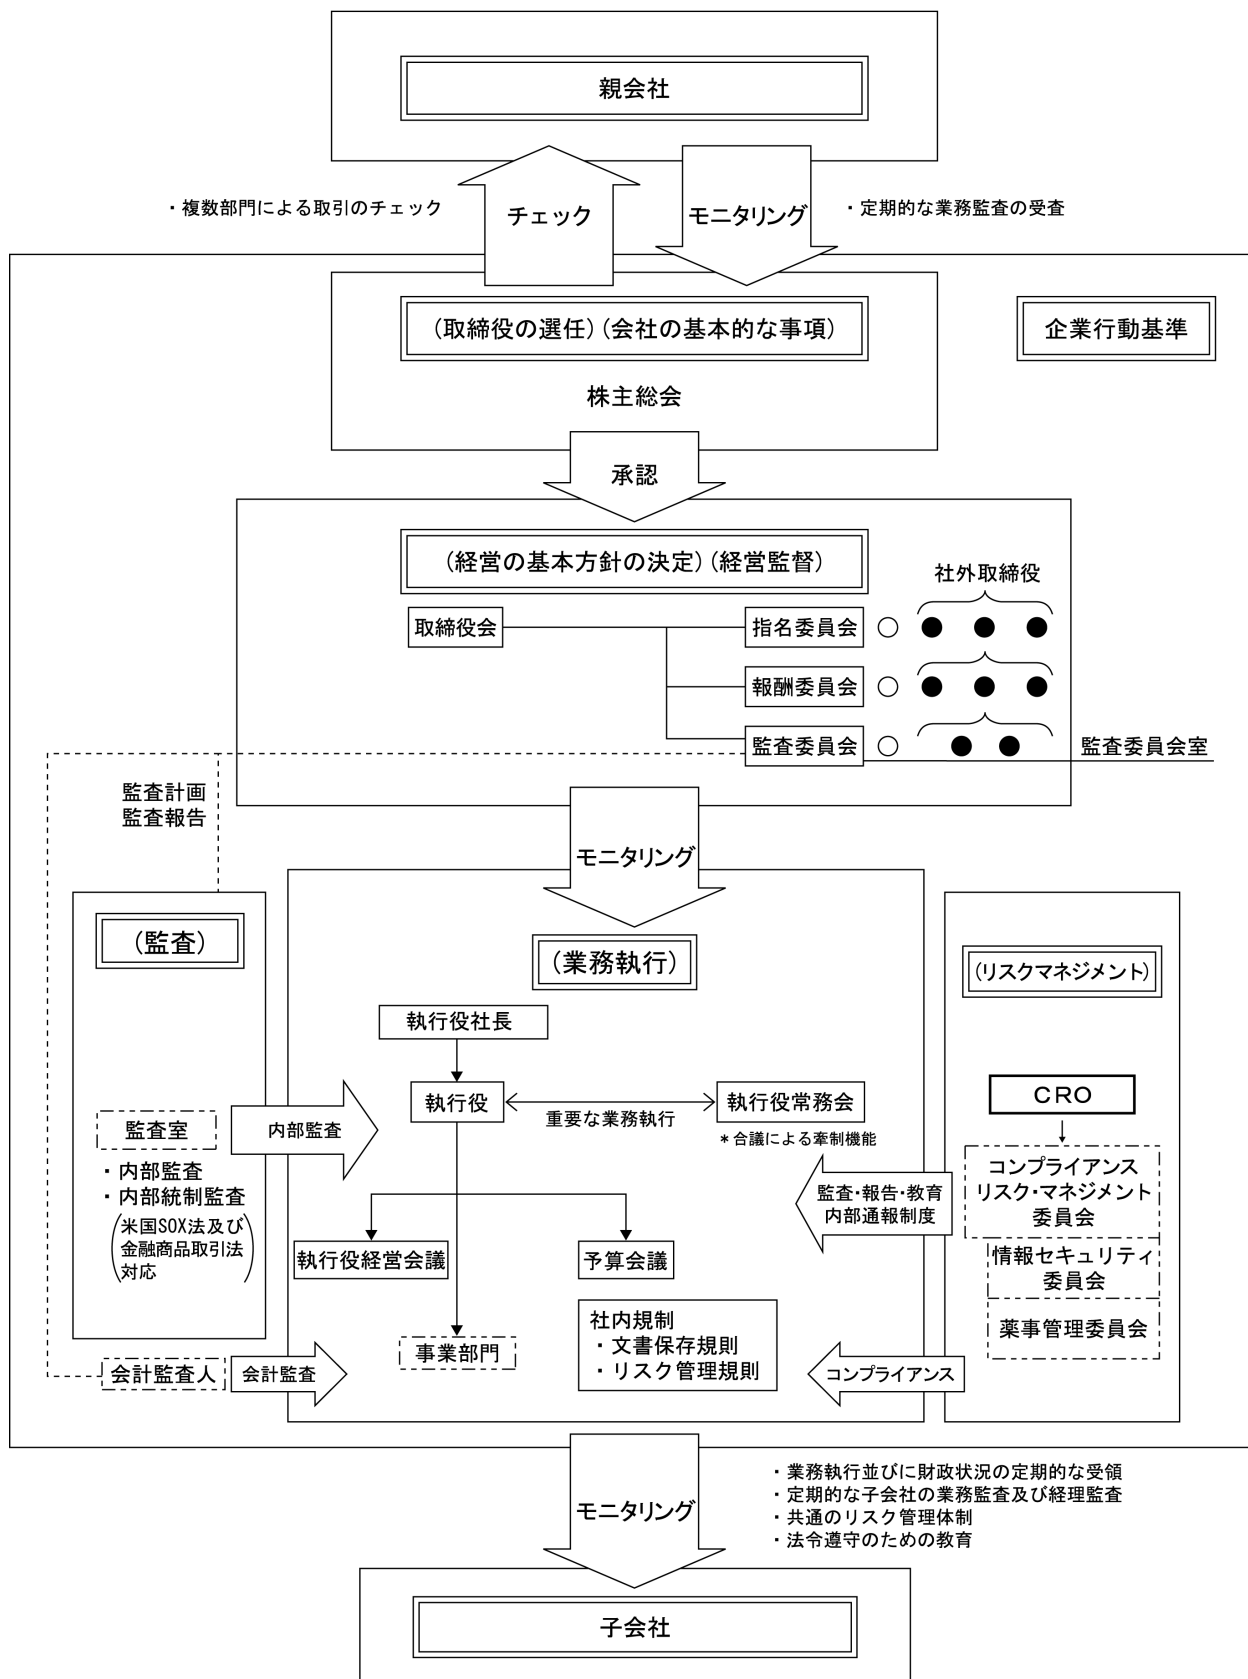 親会社
・複数部門による取引のチェック
チェック
モニタリング
・定期的な業務監査の受査
(取締役の選任)(会社の基本的な事項)
企業行動基準
株主総会
承認
(経営の基本方針の決定)(経営監督)
社外取締役
取締役会
指名委員会
報酬委員会
監査委員会
監査委員会室
監査計画
監査報告
モニタリング
(監査)
(業務執行)
(リスクマネジメント)
執行役社長
執行役
重要な業務執行
執行役常務会
*合議による牽制機能
CRO
監査室
内部監査
・内部監査
・内部統制監査
(米国SOX法及び
金融商品取引法
対応)
コンプライアンス
リスク・マネジメント
委員会
監査・報告・教育
内部通報制度
情報セキュリティ
委員会
執行役経営会議
予算会議
薬事管理委員会
社内規制
・文書保存規則
・リスク管理規則
事業部門
会計監査人
会計監査
コンプライアンス
モニタリング
・業務執行並びに財政状況の定期的な受領
・定期的な子会社の業務監査及び経理監査
・共通のリスク管理体制
・法令遵守のための教育
子会社